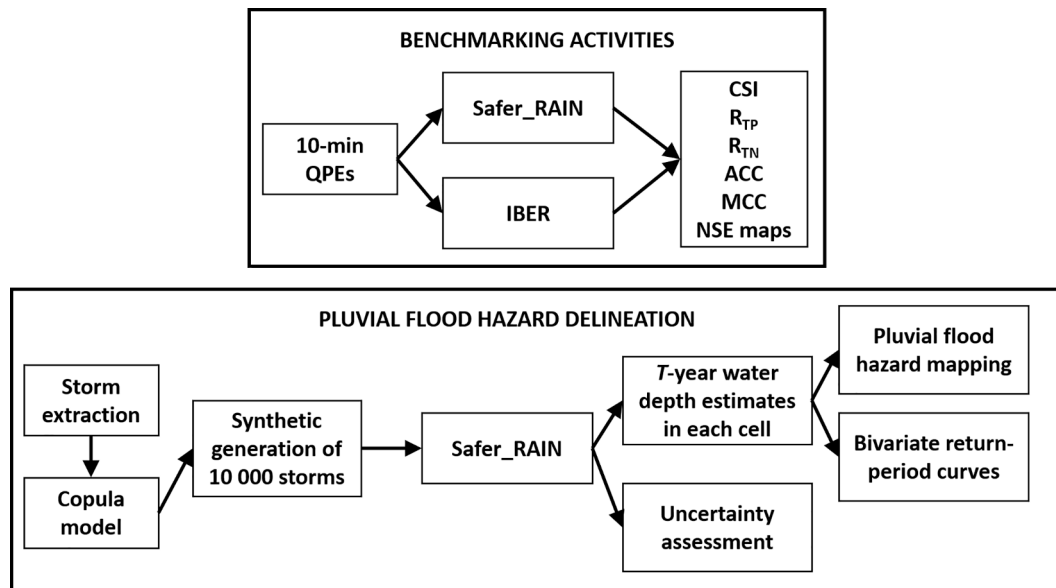 BENCHMARKING ACTIVITIES
10-min
QPEs
Safer_RAIN
IBER
CSI
R_TP
R_TN
ACC
MCC
NSE maps
PLUVIAL FLOOD HAZARD DELINEATION
Storm
extraction
Copula
model
Synthetic
generation of
10 000 storms
Safer_RAIN
T-year water
depth estimates
in each cell
Uncertainty
assessment
Pluvial flood
hazard mapping
Bivariate return-
period curves